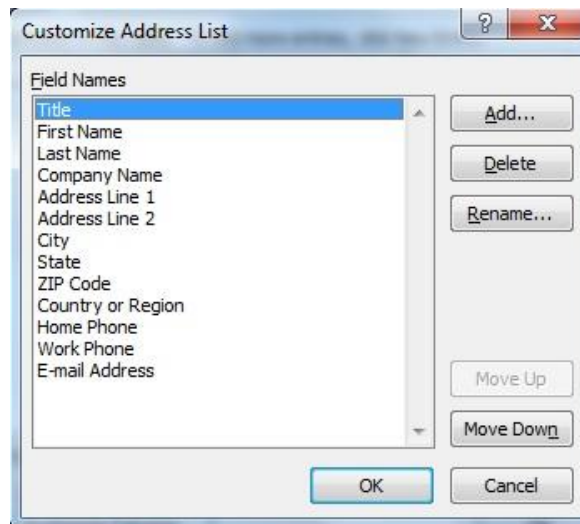 Customize Address List
?
Field Names
Title
First Name
Last Name
Company Name
Address Line 1
Address Line 2
City
State
ZIP Code
Country or Region
Home Phone
Work Phone
E-mail Address
Add...
Delete
Rename...
Move Up
Move Down
OK
Cancel